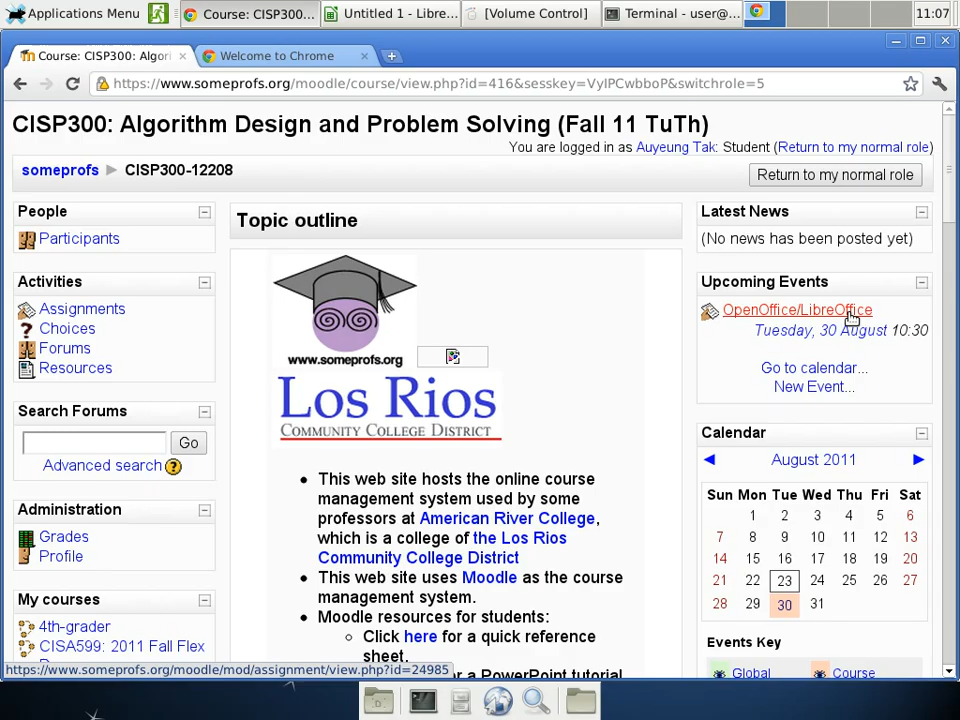 Applications Menu
Course: CISP300...
Untitled 1 - Libre...
[Volume Control]
Terminal - user@...
11:07
Course: CISP300: Algori
Welcome to Chrome
https://www.someprofs.org/moodle/course/view.php?id=416&sesskey=VyIPCwbboP&switchrole=5
CISP300: Algorithm Design and Problem Solving (Fall 11 TuTh)
You are logged in as Auyeung Tak: Student (Return to my normal role)
someprofs ► CISP300-12208
Return to my normal role
People
Participants
Activities
Assignments
Choices
Forums
Resources
Search Forums
Go
Advanced search ?
Administration
Grades
Profile
My courses
4th-grader
CISA599: 2011 Fall Flex
Topic outline
www.someprofs.org
Los Rios
Community College District
• This web site hosts the online course
management system used by some
professors at American River College,
which is a college of the Los Rios
Community College District
• This web site uses Moodle as the course
management system.
• Moodle resources for students:
○ Click here for a quick reference
sheet.
for a PowerPoint tutorial
Latest News
(No news has been posted yet)
Upcoming Events
OpenOffice/LibreOffice
Tuesday, 30 August 10:30
Go to calendar...
New Event...
Calendar
◄ August 2011 ►
Sun Mon Tue Wed Thu Fri Sat
1 2 3 4 5 6
7 8 9 10 11 12 13
14 15 16 17 18 19 20
21 22 23 24 25 26 27
28 29 30 31
Events Key
Global
Course
https://www.someprofs.org/moodle/mod/assignment/view.php?id=24985